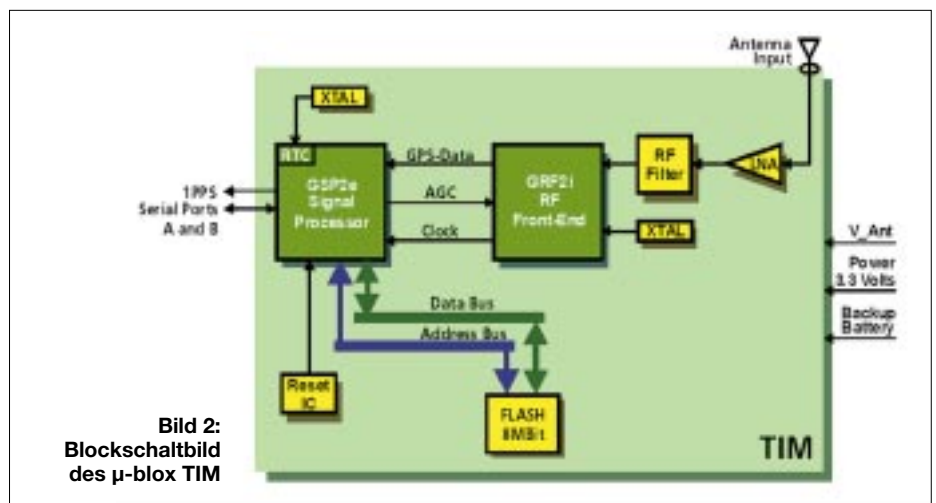 Antenna
Input
XTAL
RTC
GSP2e
Signal
Processor
GPS-Data
AGC
Clock
GRF2i
RF
Front-End
RF
Filter
LNA
XTAL
1PPS
Serial Ports
A and B
V_Ant
Power
3.3 Volts
Backup
Battery
Data Bus
Address Bus
Reset
IC
FLASH
8MBit
TIM
Bild 2:
Blockschaltbild
des µ-blox TIM